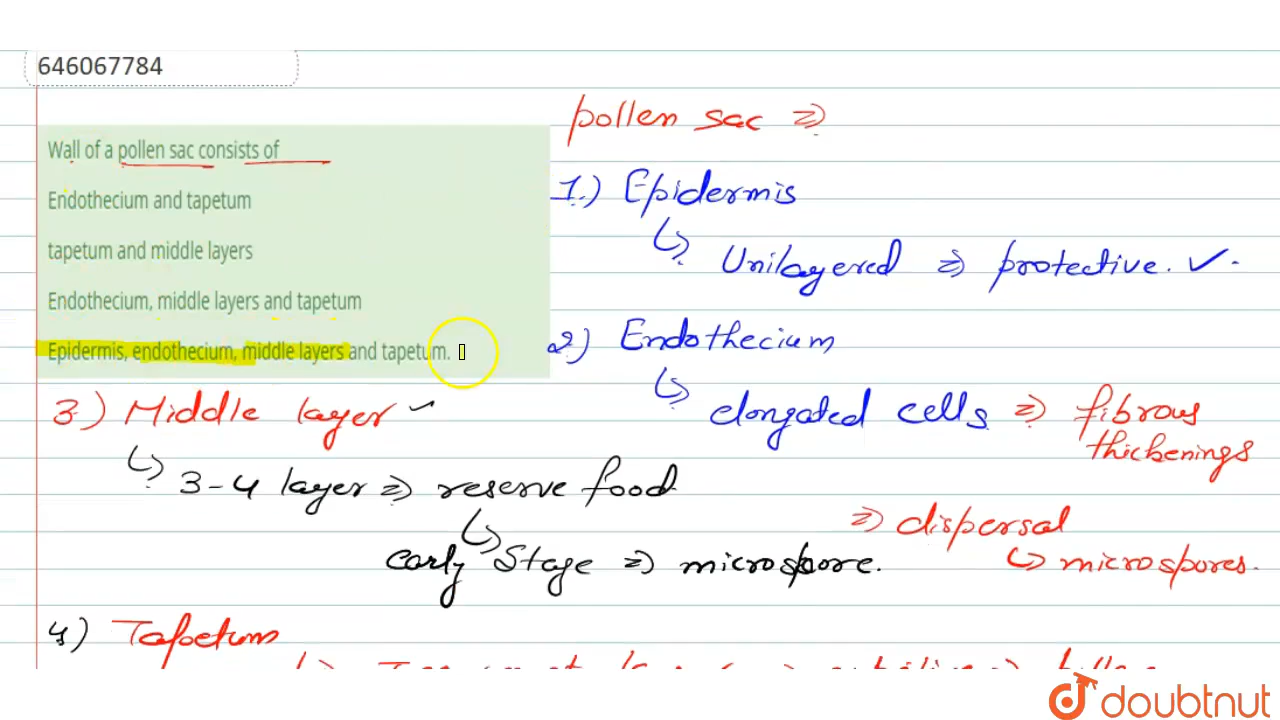 646067784
Wall of a pollen sac consists of
Endothecium and tapetum
tapetum and middle layers
Endothecium, middle layers and tapetum
Epidermis, endothecium, middle layers and tapetum.
pollen sac ⇒
1.) Epidermis
↳ Unilayered ⇒ protective. ✓
2) Endothecium
↳ elongated cells ⇒ fibrous
thickenings
⇒ dispersal
↳ microspores.
3) Middle layer ✓
↳ 3-4 layer ⇒ reserve food
↳ early Stage ⇒ microspore.
4) Tapetum
doubtnut